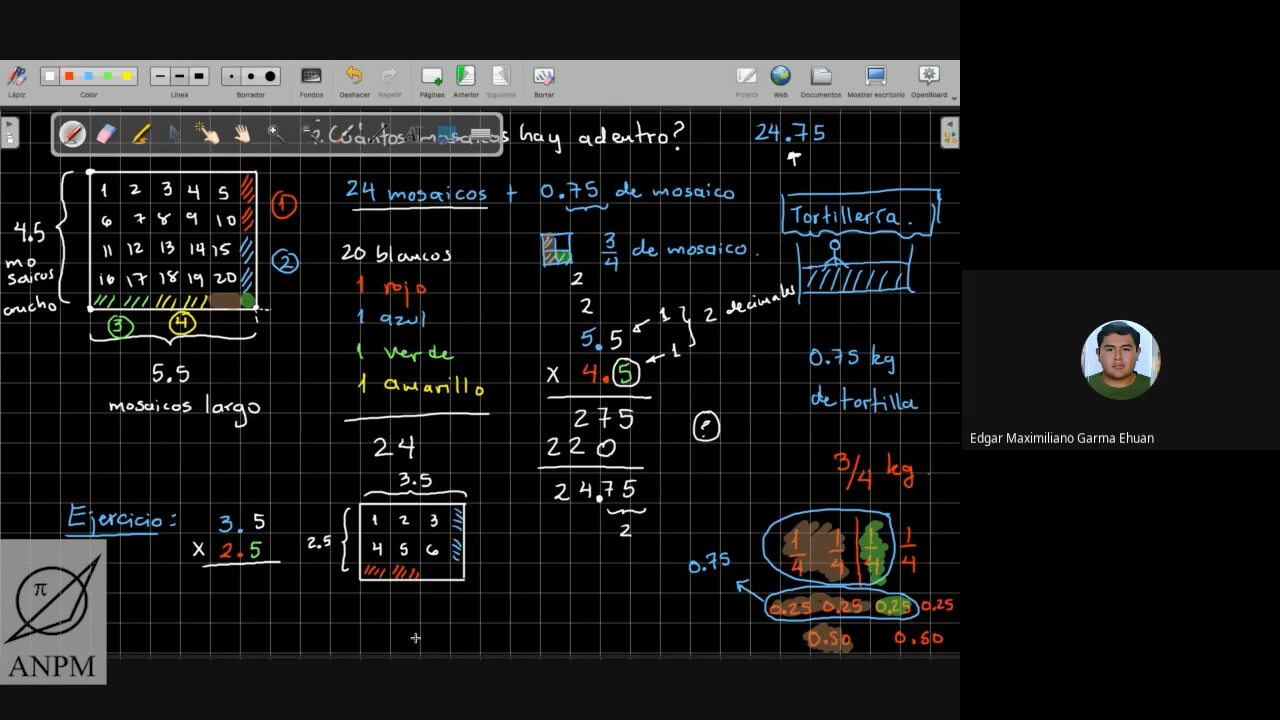 Lápiz
Color
Línea
Borrador
Fondos
Deshacer
Repetir
Páginas
Anterior
Siguiente
Borrar
Pizarra
Web
Documentos
Mostrar escritorio
OpenBoard
¿Cuántos mosaicos hay adentro?
24.75
1 2 3 4 5
6 7 8 9 10
11 12 13 14 15
16 17 18 19 20
4.5
mo
saicos
ancho
1
2
3
4
5.5
mosaicos largo
24 mosaicos + 0.75 de mosaico
3/4 de mosaico.
20 blancos
1 rojo
1 azul
1 verde
1 amarillo
24
2
2
5.5
x 4.5
275
220
24.75
2
1
1
2 decimales
?
Tortillería.
0.75 kg
de tortilla
3/4 kg.
1/4 1/4 1/4 1/4
0.75
0.25 0.25 0.25 0.25
0.50 0.50
Ejercicio:
3.5
x 2.5
3.5
2.5
1 2 3
4 5 6
π
ANPM
Edgar Maximiliano Garma Ehuan